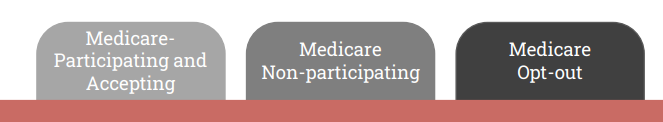 Medicare-
Participating and
Accepting
Medicare
Non-participating
Medicare
Opt-out